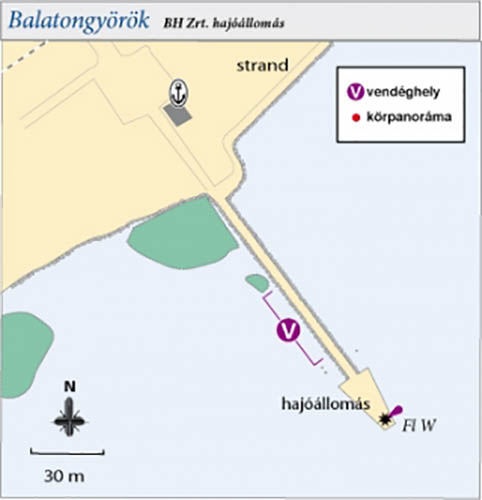 Balatongyörök BH Zrt. hajóállomás
strand
V vendéghely
körpanoráma
V
hajóállomás
Fl W
N
30 m